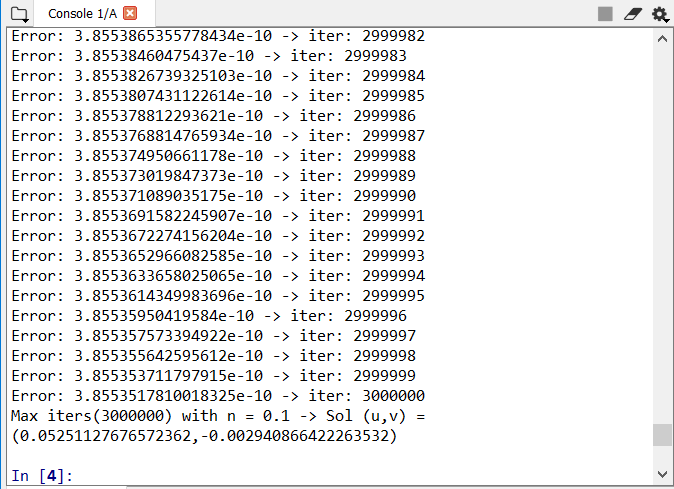 Console 1/A
Error: 3.8553865355778434e-10 -> iter: 2999982
Error: 3.85538460475437e-10 -> iter: 2999983
Error: 3.8553826739325103e-10 -> iter: 2999984
Error: 3.8553807431122614e-10 -> iter: 2999985
Error: 3.855378812293621e-10 -> iter: 2999986
Error: 3.8553768814765934e-10 -> iter: 2999987
Error: 3.855374950661178e-10 -> iter: 2999988
Error: 3.855373019847373e-10 -> iter: 2999989
Error: 3.855371089035175e-10 -> iter: 2999990
Error: 3.8553691582245907e-10 -> iter: 2999991
Error: 3.8553672274156204e-10 -> iter: 2999992
Error: 3.8553652966082585e-10 -> iter: 2999993
Error: 3.8553633658025065e-10 -> iter: 2999994
Error: 3.8553614349983696e-10 -> iter: 2999995
Error: 3.85535950419584e-10 -> iter: 2999996
Error: 3.855357573394922e-10 -> iter: 2999997
Error: 3.855355642595612e-10 -> iter: 2999998
Error: 3.855353711797915e-10 -> iter: 2999999
Error: 3.8553517810018325e-10 -> iter: 3000000
Max iters(3000000) with n = 0.1 -> Sol (u,v) =
(0.05251127676572362,-0.002940866422263532)
In [4]: